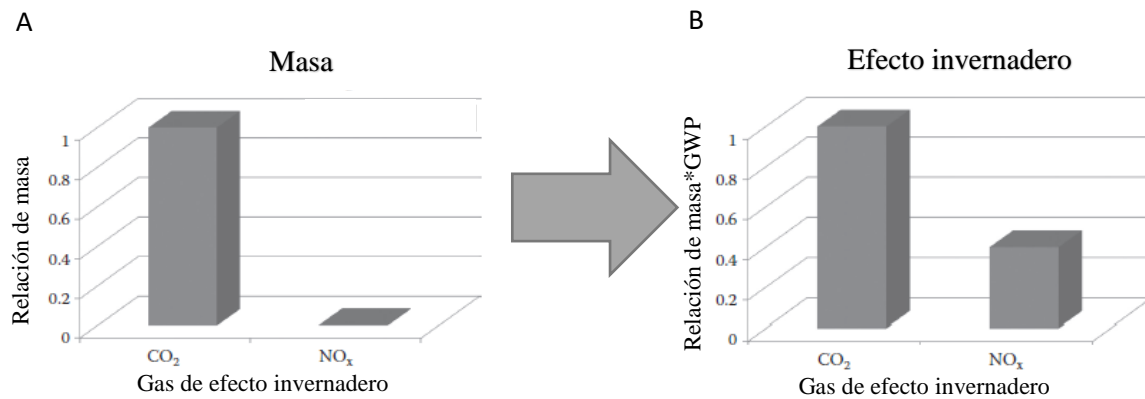 A
Masa
Relación de masa
1
0.8
0.6
0.4
0.2
0
CO₂ NOₓ
Gas de efecto invernadero
B
Efecto invernadero
Relación de masa*GWP
1
0.8
0.6
0.4
0.2
0
CO₂ NOₓ
Gas de efecto invernadero